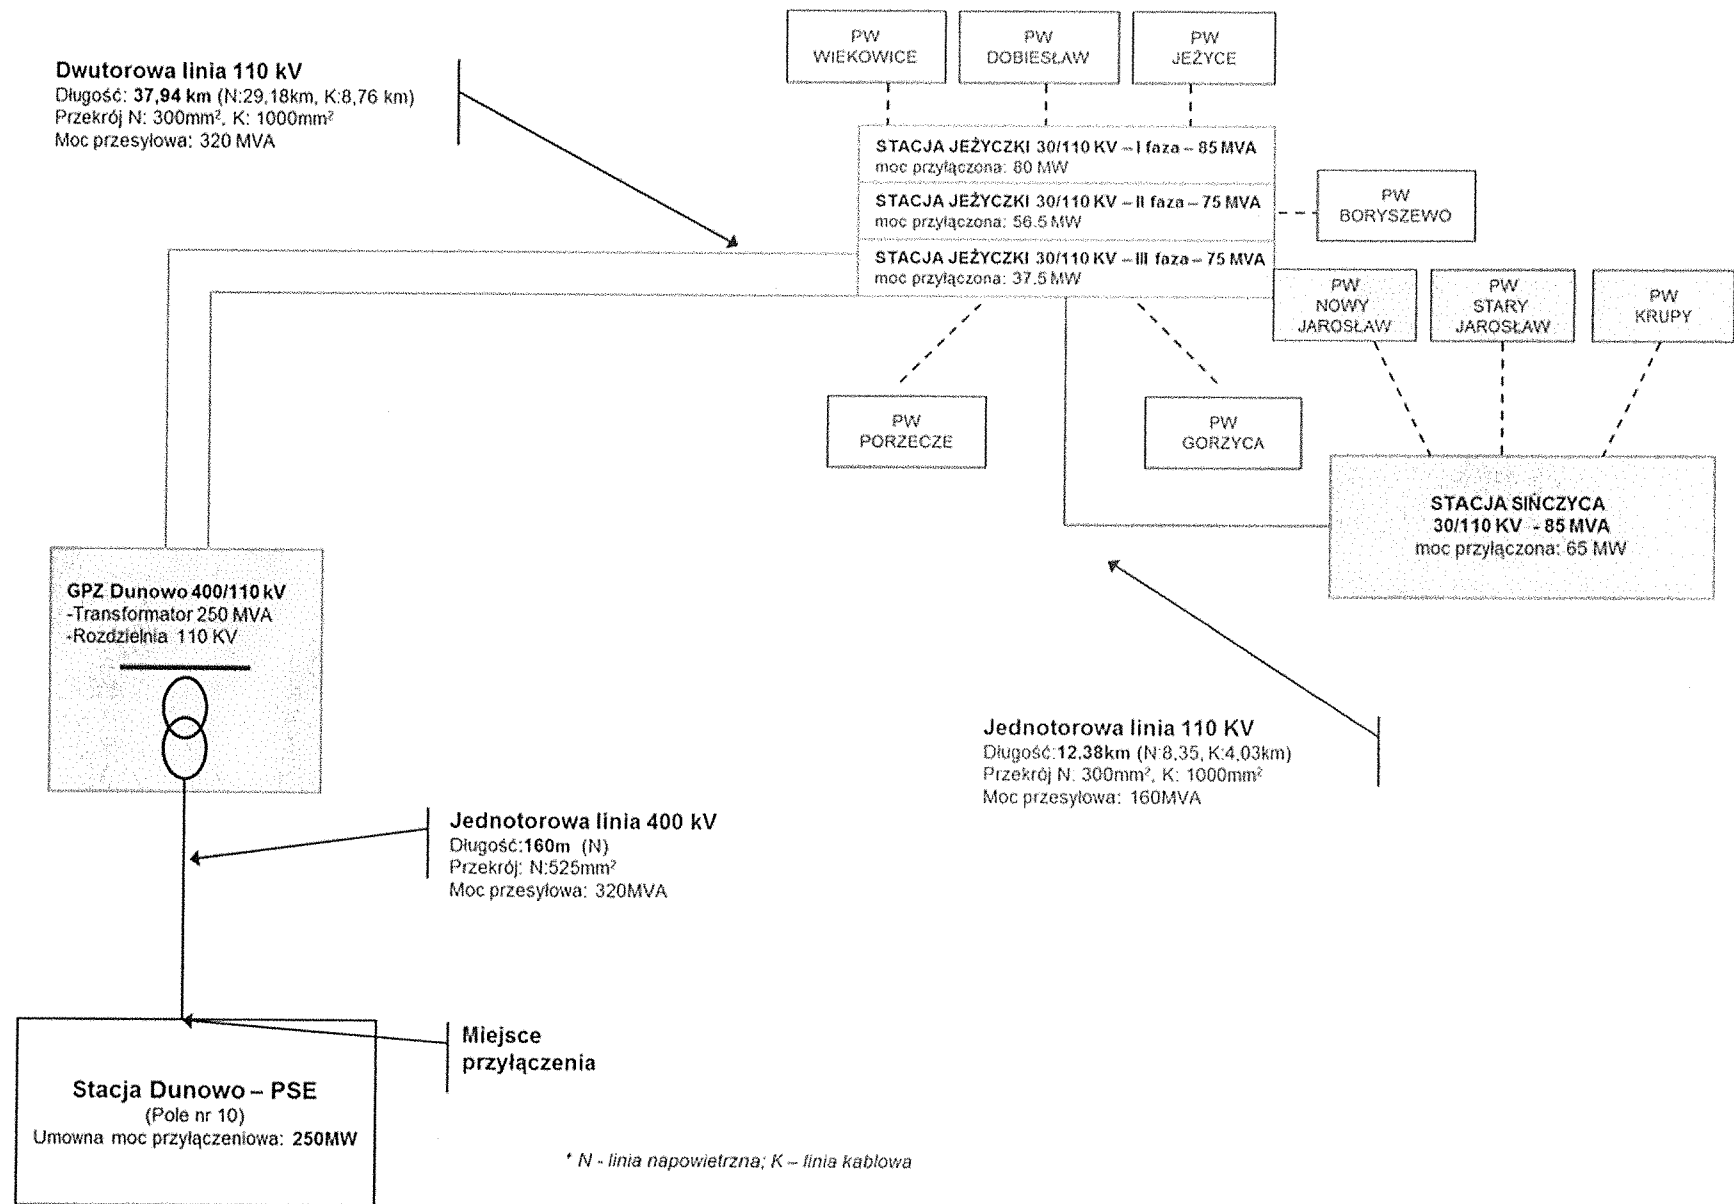 Dwutorowa linia 110 kV
Długość: 37,94 km (N:29,18km, K:8,76 km)
Przekrój N: 300mm², K: 1000mm²
Moc przesyłowa: 320 MVA
PW
WIEKOWICE
PW
DOBIESŁAW
PW
JEŻYCE
STACJA JEŻYCZKI 30/110 KV – I faza – 85 MVA
moc przyłączona: 80 MW
STACJA JEŻYCZKI 30/110 KV – II faza – 75 MVA
moc przyłączona: 56.5 MW
STACJA JEŻYCZKI 30/110 KV – III faza – 75 MVA
moc przyłączona: 37.5 MW
PW
BORYSZEWO
PW
NOWY
JAROSŁAW
PW
STARY
JAROSŁAW
PW
KRUPY
PW
PORZECZE
PW
GORZYCA
STACJA SIŃCZYCA
30/110 KV - 85 MVA
moc przyłączona: 65 MW
GPZ Dunowo 400/110 kV
-Transformator 250 MVA
-Rozdzielnia 110 KV
Jednotorowa linia 110 KV
Długość:12,38km (N:8,35, K:4,03km)
Przekrój N: 300mm², K: 1000mm²
Moc przesyłowa: 160MVA
Jednotorowa linia 400 kV
Długość:160m (N)
Przekrój: N:525mm²
Moc przesyłowa: 320MVA
Miejsce
przyłączenia
Stacja Dunowo – PSE
(Pole nr 10)
Umowna moc przyłączeniowa: 250MW
* N - linia napowietrzna; K – linia kablowa